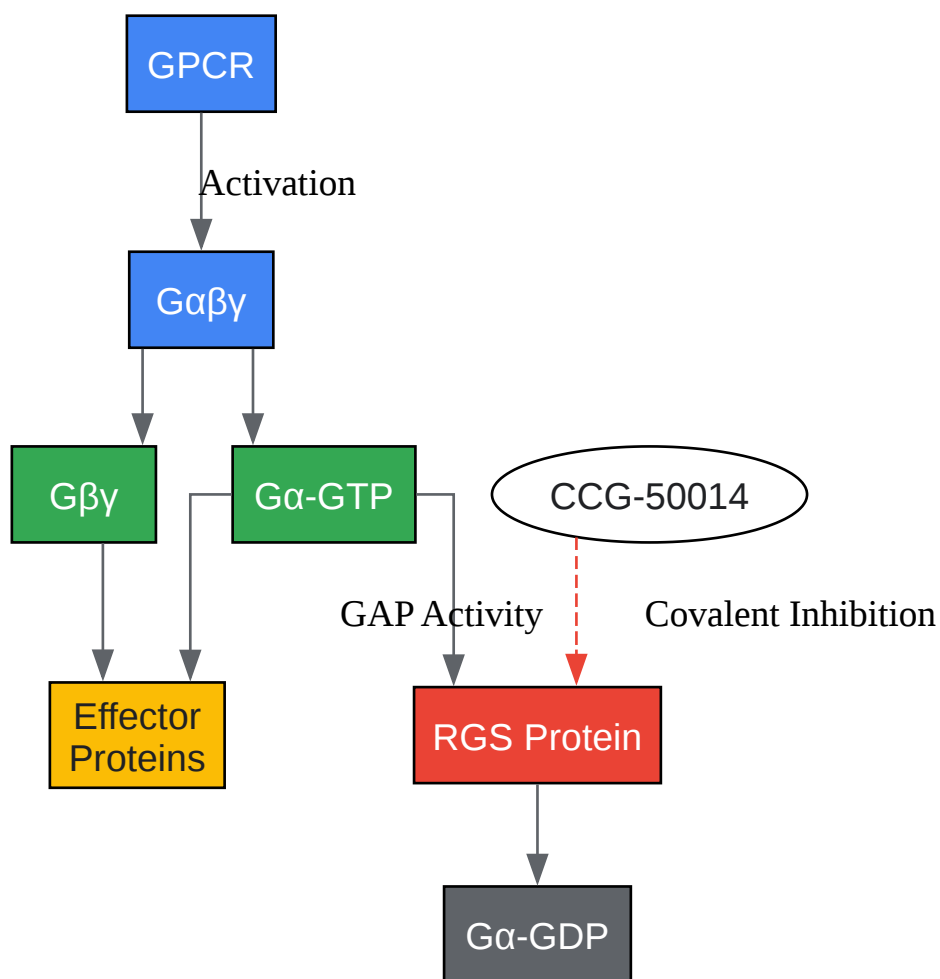 GPCR
Activation
Gαβγ
Gβγ
Gα-GTP
CCG-50014
GAP Activity
Covalent Inhibition
Effector
Proteins
RGS Protein
Gα-GDP